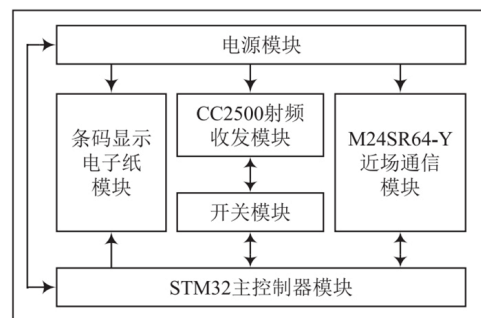 电源模块
条码显示
电子纸
模块
CC2500射频
收发模块
开关模块
M24SR64-Y
近场通信
模块
STM32主控制器模块